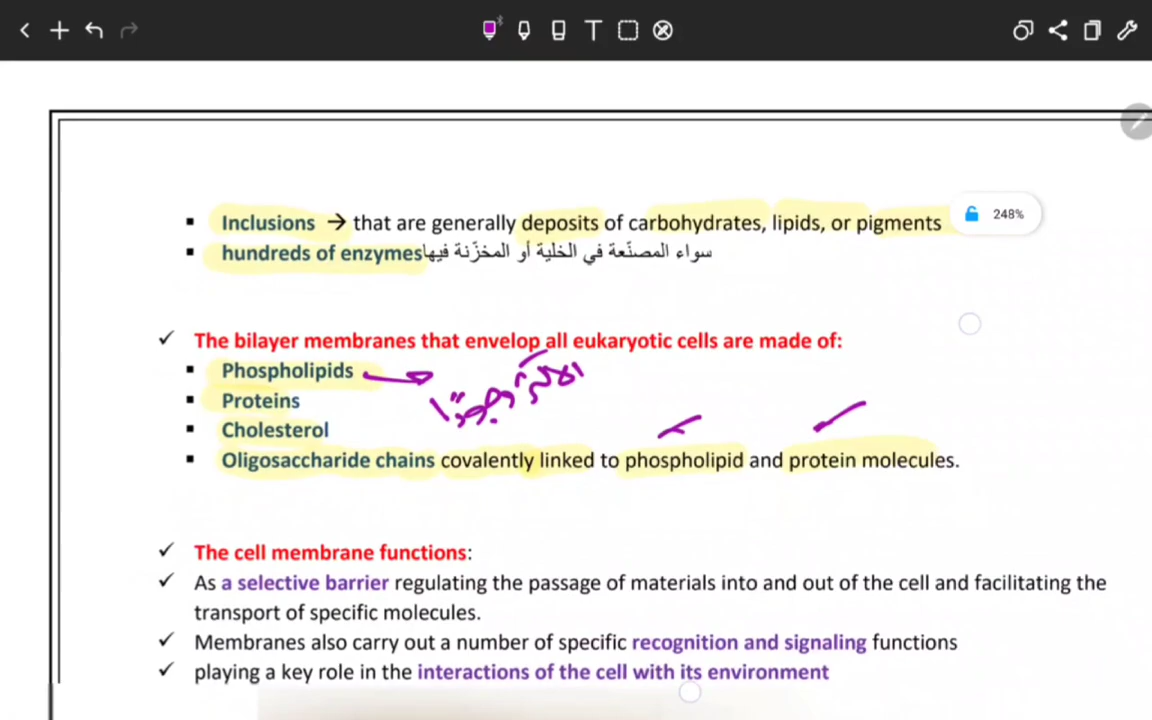 248%
Inclusions → that are generally deposits of carbohydrates, lipids, or pigments
hundreds of enzymes سواء المصنّعة في الخلية أو المخزّنة فيها
✓ The bilayer membranes that envelop all eukaryotic cells are made of:
▪ Phospholipids
▪ Proteins
▪ Cholesterol
▪ Oligosaccharide chains covalently linked to phospholipid and protein molecules.
✓ The cell membrane functions:
✓ As a selective barrier regulating the passage of materials into and out of the cell and facilitating the
transport of specific molecules.
✓ Membranes also carry out a number of specific recognition and signaling functions
✓ playing a key role in the interactions of the cell with its environment